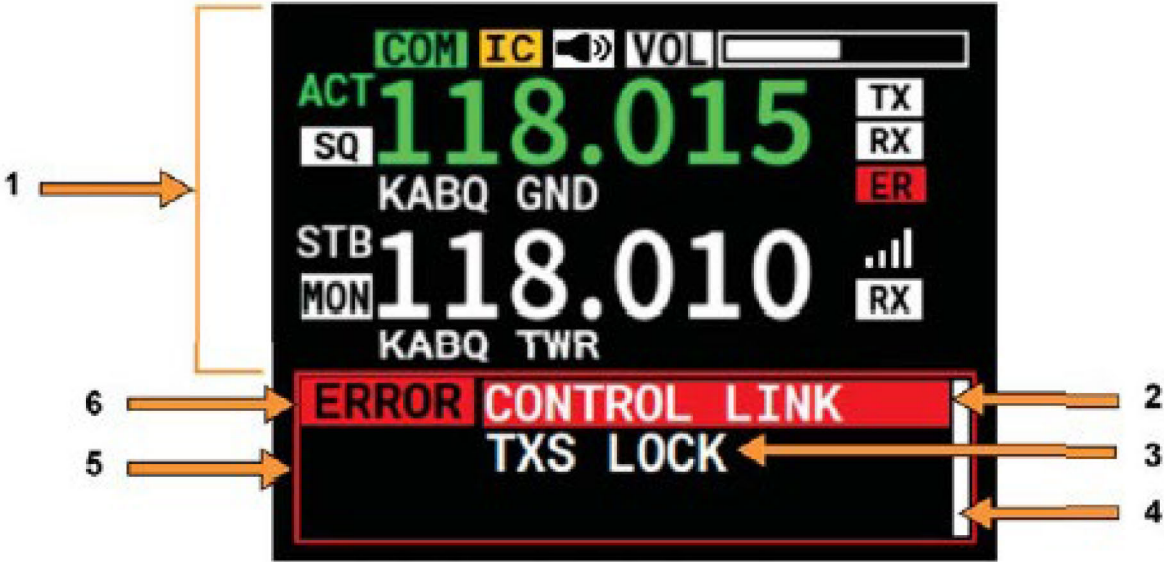 COM IC VOL
ACT 118.015 TX
SQ RX
KABQ GND ER
STB 118.010
MON RX
KABQ TWR
ERROR CONTROL LINK
TXS LOCK
1
6
5
2
3
4